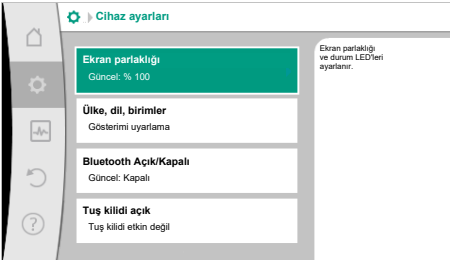 Cihaz ayarları
Ekran parlaklığı
Güncel: % 100
Ülke, dil, birimler
Gösterimi uyarlama
Bluetooth Açık/Kapalı
Güncel: Kapalı
Tuş kilidi açık
Tuş kilidi etkin değil
Ekran parlaklığı
ve durum LED'leri
ayarlanır.